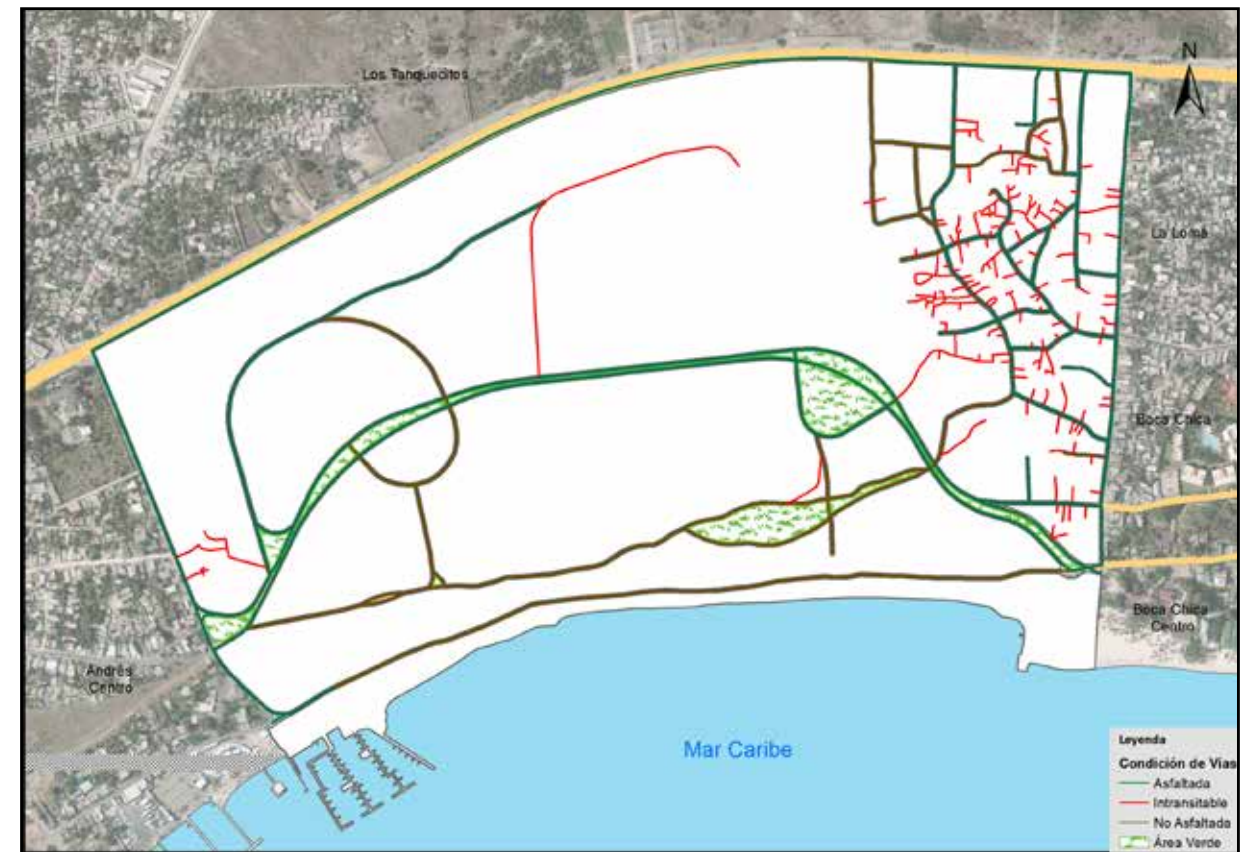 Los Tanquecitos
N
La Loma
Boca Chica
Boca Chica
Centro
Andrés
Centro
Mar Caribe
Leyenda
Condición de Vias
Asfaltada
Intransitable
No Asfaltada
Área Verde